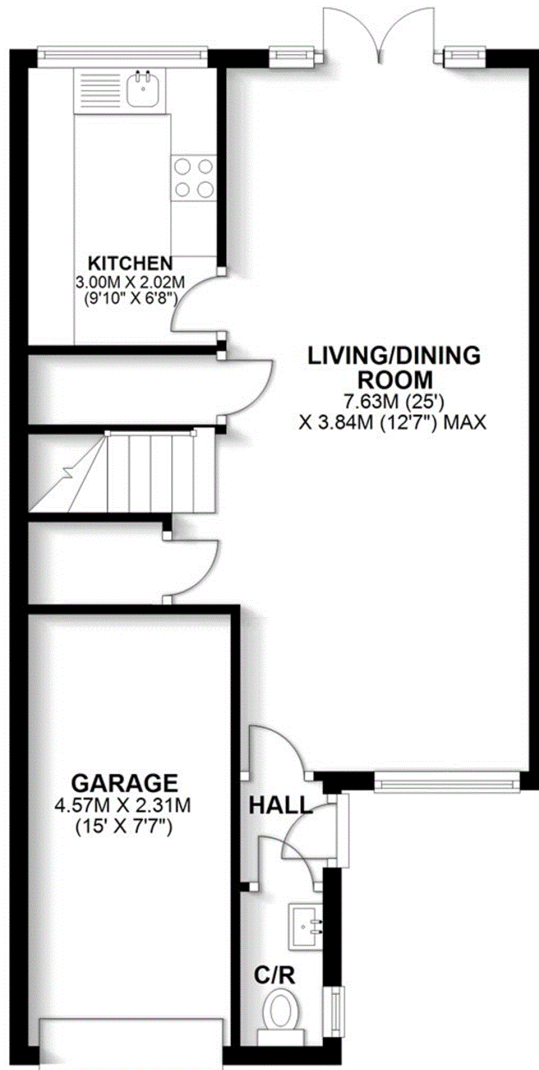 KITCHEN
3.00M X 2.02M
(9'10" X 6'8")
LIVING/DINING
ROOM
7.63M (25')
X 3.84M (12'7") MAX
GARAGE
4.57M X 2.31M
(15' X 7'7")
HALL
C/R